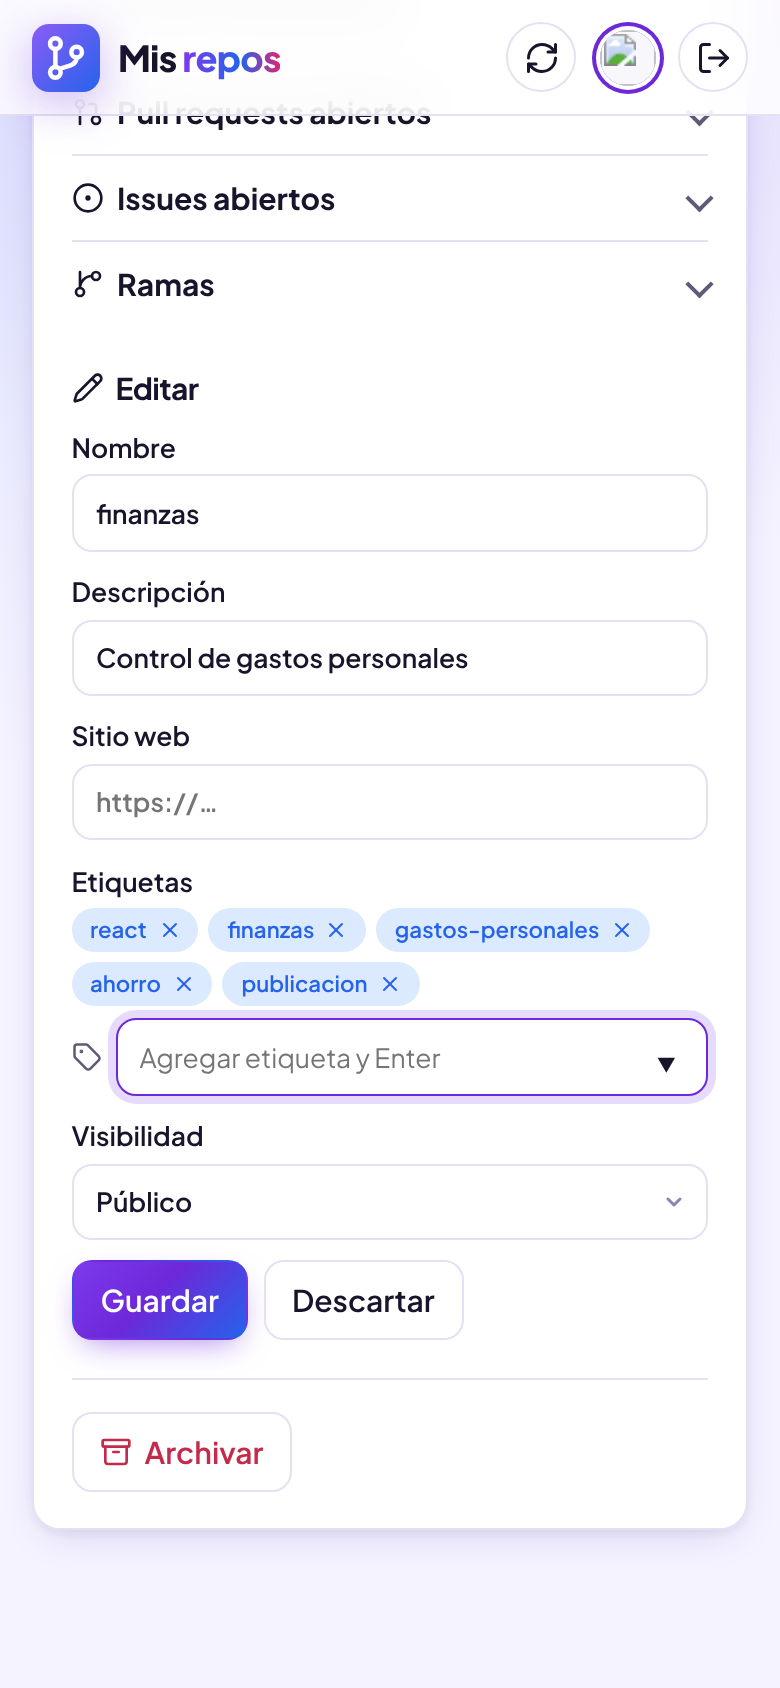 Mis repos
Pull requests abiertos
Issues abiertos
Ramas
Editar
Nombre
finanzas
Descripción
Control de gastos personales
Sitio web
https://…
Etiquetas
react
finanzas
gastos-personales
ahorro
publicacion
Agregar etiqueta y Enter
Visibilidad
Público
Guardar
Descartar
Archivar